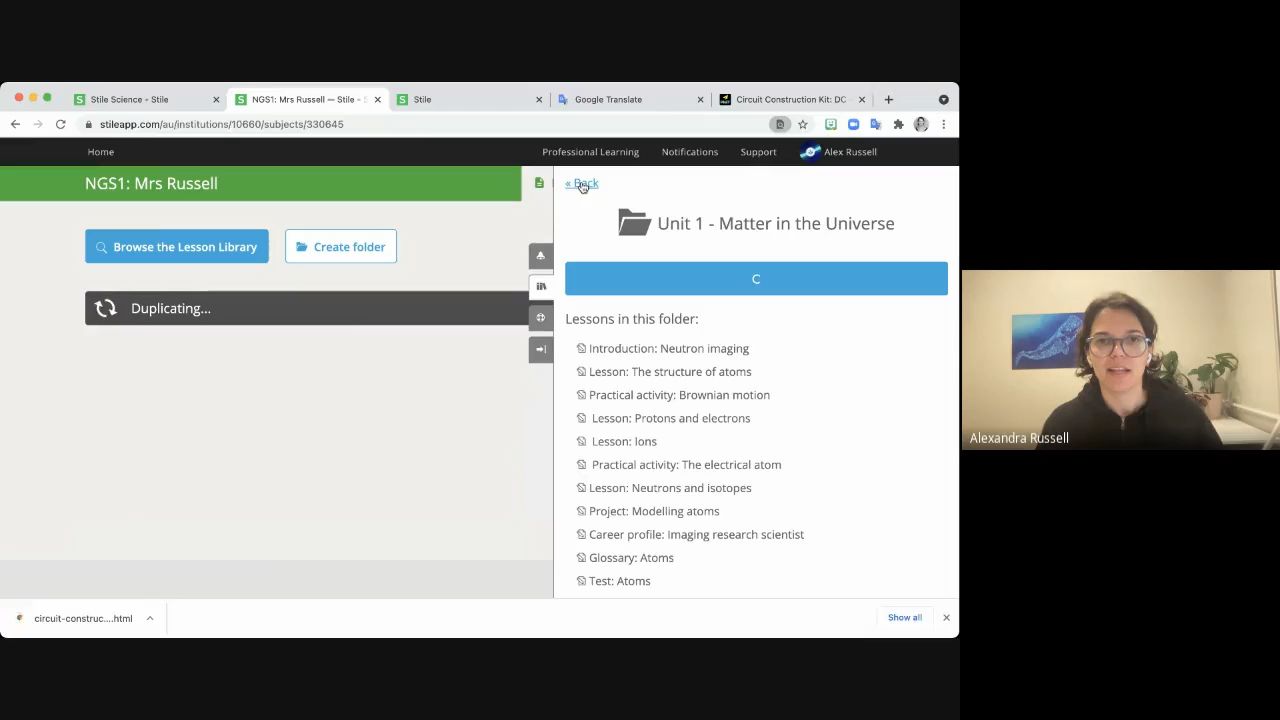 Stile Science - Stile
NGS1: Mrs Russell — Stile -
Stile
Google Translate
Circuit Construction Kit: DC
stileapp.com/au/institutions/10660/subjects/330645
Home
Professional Learning
Notifications
Support
Alex Russell
NGS1: Mrs Russell
« Back
Unit 1 - Matter in the Universe
Browse the Lesson Library
Create folder
Duplicating...
Lessons in this folder:
Introduction: Neutron imaging
Lesson: The structure of atoms
Practical activity: Brownian motion
Lesson: Protons and electrons
Lesson: Ions
Practical activity: The electrical atom
Lesson: Neutrons and isotopes
Project: Modelling atoms
Career profile: Imaging research scientist
Glossary: Atoms
Test: Atoms
Alexandra Russell
circuit-construc....html
Show all